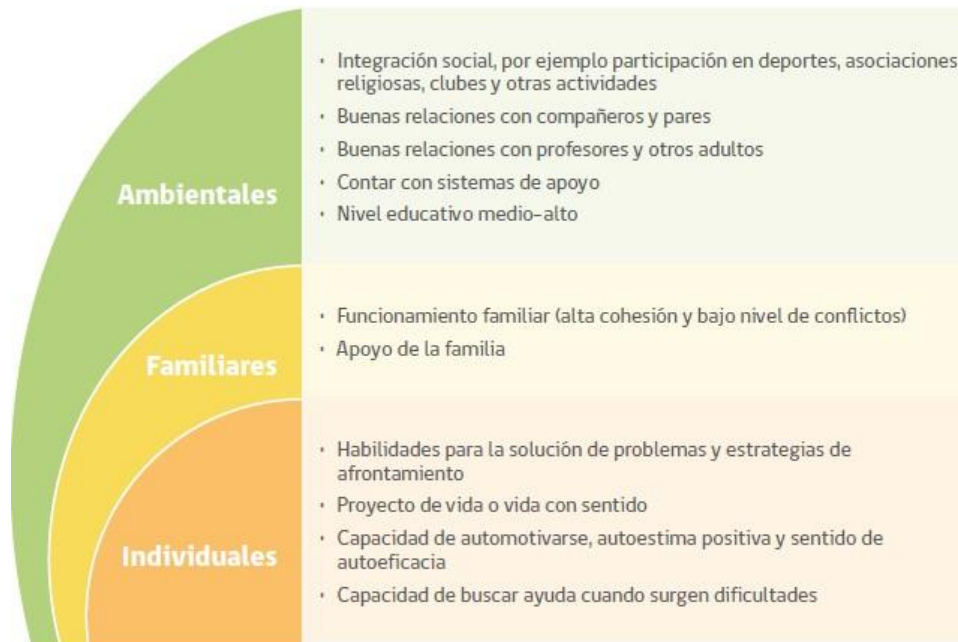 Ambientales
· Integración social, por ejemplo participación en deportes, asociaciones
religiosas, clubes y otras actividades
· Buenas relaciones con compañeros y pares
· Buenas relaciones con profesores y otros adultos
· Contar con sistemas de apoyo
· Nivel educativo medio-alto
Familiares
· Funcionamiento familiar (alta cohesión y bajo nivel de conflictos)
· Apoyo de la familia
Individuales
· Habilidades para la solución de problemas y estrategias de
afrontamiento
· Proyecto de vida o vida con sentido
· Capacidad de automotivarse, autoestima positiva y sentido de
autoeficacia
· Capacidad de buscar ayuda cuando surgen dificultades